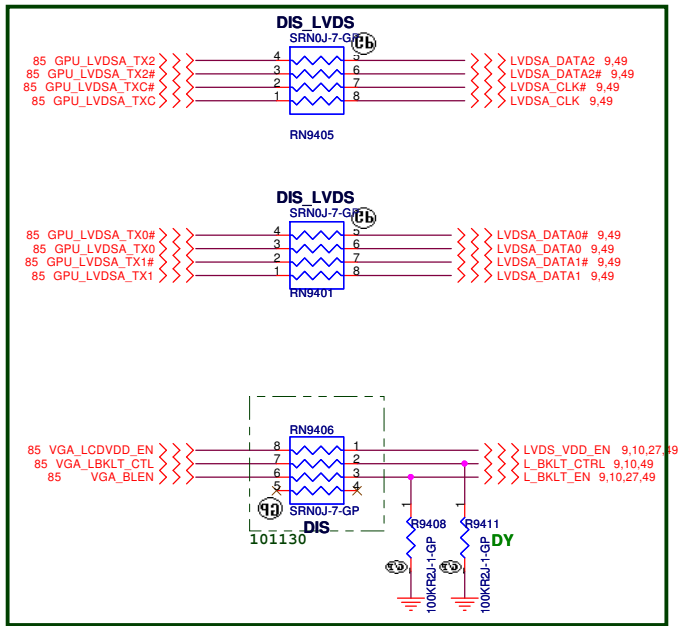 DIS_LVDS
SRN0J-7-GP
85 GPU_LVDSA_TX2 4 5 LVDSA_DATA2 9,49
85 GPU_LVDSA_TX2# 3 6 LVDSA_DATA2# 9,49
85 GPU_LVDSA_TXC# 2 7 LVDSA_CLK# 9,49
85 GPU_LVDSA_TXC 1 8 LVDSA_CLK 9,49
RN9405
DIS_LVDS
SRN0J-7-GP
85 GPU_LVDSA_TX0# 4 5 LVDSA_DATA0# 9,49
85 GPU_LVDSA_TX0 3 6 LVDSA_DATA0 9,49
85 GPU_LVDSA_TX1# 2 7 LVDSA_DATA1# 9,49
85 GPU_LVDSA_TX1 1 8 LVDSA_DATA1 9,49
RN9401
RN9406
85 VGA_LCDVDD_EN 8 1 LVDS_VDD_EN 9,10,27,49
85 VGA_LBKLT_CTL 7 2 L_BKLT_CTRL 9,10,49
85 VGA_BLEN 6 3 L_BKLT_EN 9,10,27,49
5 4
GP SRN0J-7-GP
DIS
101130
1 1
R9408 R9411
DY
100KR2J-1-GP 100KR2J-1-GP